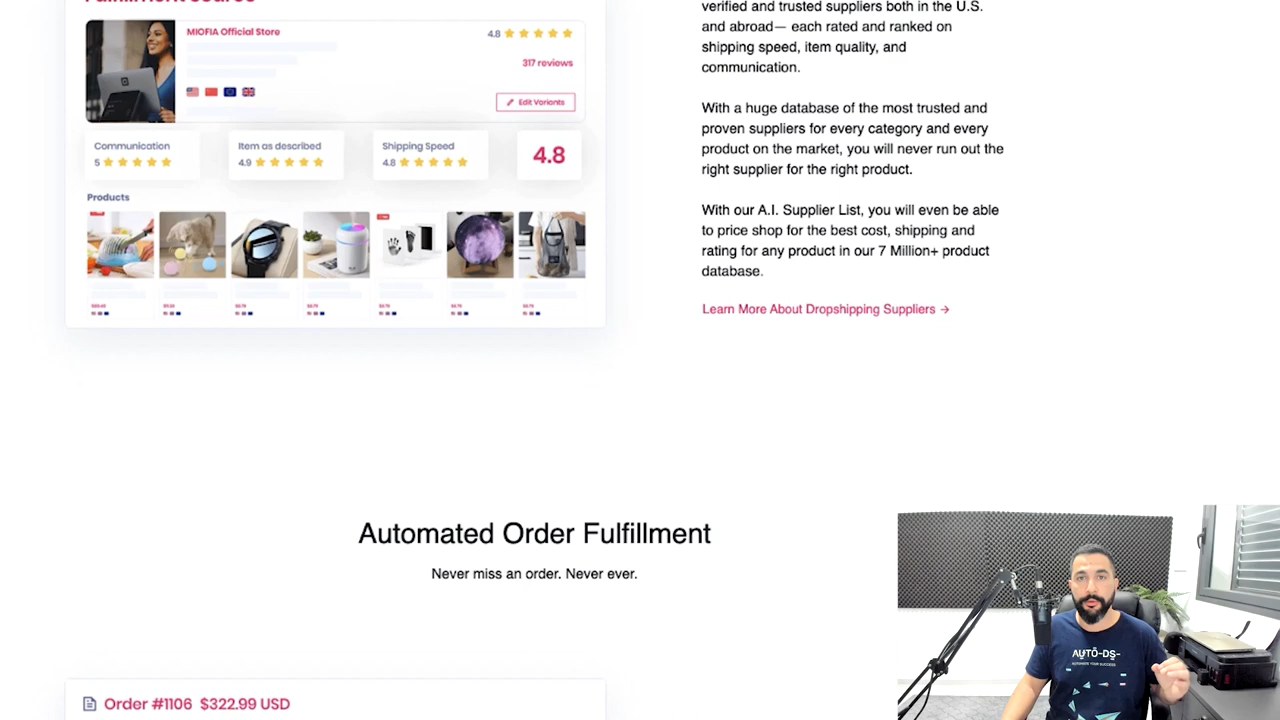 Fulfillment Source
MIOFIA Official Store
4.8
317 reviews
Edit Variants
Communication
5
Item as described
4.9
Shipping Speed
4.8
4.8
Products
verified and trusted suppliers both in the U.S.
and abroad— each rated and ranked on
shipping speed, item quality, and
communication.
With a huge database of the most trusted and
proven suppliers for every category and every
product on the market, you will never run out the
right supplier for the right product.
With our A.I. Supplier List, you will even be able
to price shop for the best cost, shipping and
rating for any product in our 7 Million+ product
database.
Learn More About Dropshipping Suppliers →
Automated Order Fulfillment
Never miss an order. Never ever.
Order #1106 $322.99 USD
AUTO-DS-
AUTOMATE YOUR SUCCESS